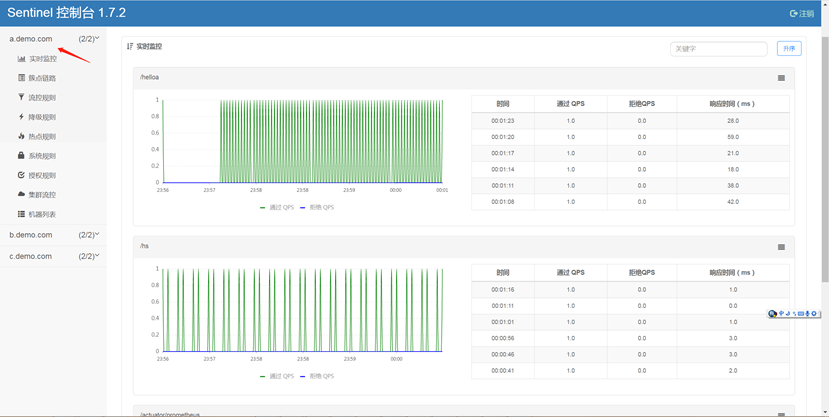 Sentinel 控制台 1.7.2
注销
a.demo.com (2/2)
实时监控
簇点链路
流控规则
降级规则
热点规则
系统规则
授权规则
集群流控
机器列表
b.demo.com (2/2)
c.demo.com (2/2)
实时监控
关键字
升序
/helloa
1
0.8
0.6
0.4
0.2
0
23:56 23:57 23:58 23:58 23:59 00:00 00:01
通过 QPS 拒绝 QPS
时间 通过 QPS 拒绝QPS 响应时间（ms）
00:01:23 1.0 0.0 28.0
00:01:20 1.0 0.0 59.0
00:01:17 1.0 0.0 21.0
00:01:14 1.0 0.0 18.0
00:01:11 1.0 0.0 38.0
00:01:08 1.0 0.0 42.0
/hs
1
0.8
0.6
0.4
0.2
0
23:56 23:57 23:58 23:58 23:59 00:00
通过 QPS 拒绝 QPS
时间 通过 QPS 拒绝QPS 响应时间（ms）
00:01:16 1.0 0.0 1.0
00:01:11 1.0 0.0 0.0
00:01:01 1.0 0.0 1.0
00:00:56 1.0 0.0 3.0
00:00:46 1.0 0.0 3.0
00:00:41 1.0 0.0 2.0
/actuator/prometheus